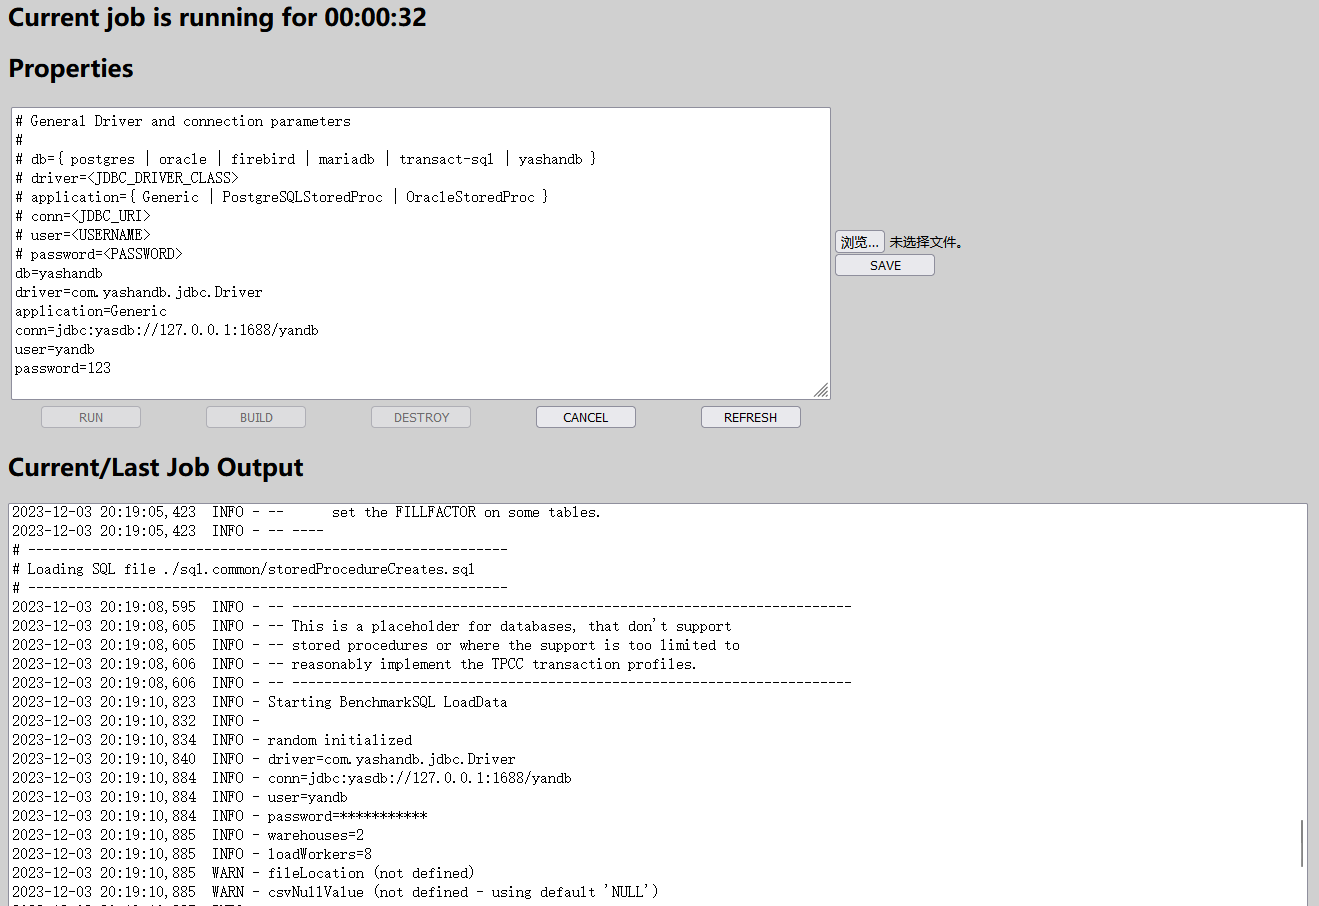 Current job is running for 00:00:32
Properties
# General Driver and connection parameters
#
# db={ postgres | oracle | firebird | mariadb | transact-sql | yashandb }
# driver=<JDBC_DRIVER_CLASS>
# application={ Generic | PostgreSQLStoredProc | OracleStoredProc }
# conn=<JDBC_URI>
# user=<USERNAME>
# password=<PASSWORD>
db=yashandb
driver=com.yashandb.jdbc.Driver
application=Generic
conn=jdbc:yasdb://127.0.0.1:1688/yandb
user=yandb
password=123
浏览... 未选择文件。
SAVE
RUN BUILD DESTROY CANCEL REFRESH
Current/Last Job Output
2023-12-03 20:19:05,423  INFO - --      set the FILLFACTOR on some tables.
2023-12-03 20:19:05,423  INFO - -- ----
# ------------------------------------------------------------
# Loading SQL file ./sql.common/storedProcedureCreates.sql
# ------------------------------------------------------------
2023-12-03 20:19:08,595  INFO - -- ----------------------------------------------------------------------
2023-12-03 20:19:08,605  INFO - -- This is a placeholder for databases, that don't support
2023-12-03 20:19:08,605  INFO - -- stored procedures or where the support is too limited to
2023-12-03 20:19:08,606  INFO - -- reasonably implement the TPCC transaction profiles.
2023-12-03 20:19:08,606  INFO - -- ----------------------------------------------------------------------
2023-12-03 20:19:10,823  INFO - Starting BenchmarkSQL LoadData
2023-12-03 20:19:10,832  INFO -
2023-12-03 20:19:10,834  INFO - random initialized
2023-12-03 20:19:10,840  INFO - driver=com.yashandb.jdbc.Driver
2023-12-03 20:19:10,884  INFO - conn=jdbc:yasdb://127.0.0.1:1688/yandb
2023-12-03 20:19:10,884  INFO - user=yandb
2023-12-03 20:19:10,884  INFO - password=***********
2023-12-03 20:19:10,885  INFO - warehouses=2
2023-12-03 20:19:10,885  INFO - loadWorkers=8
2023-12-03 20:19:10,885  WARN - fileLocation (not defined)
2023-12-03 20:19:10,885  WARN - csvNullValue (not defined - using default 'NULL')